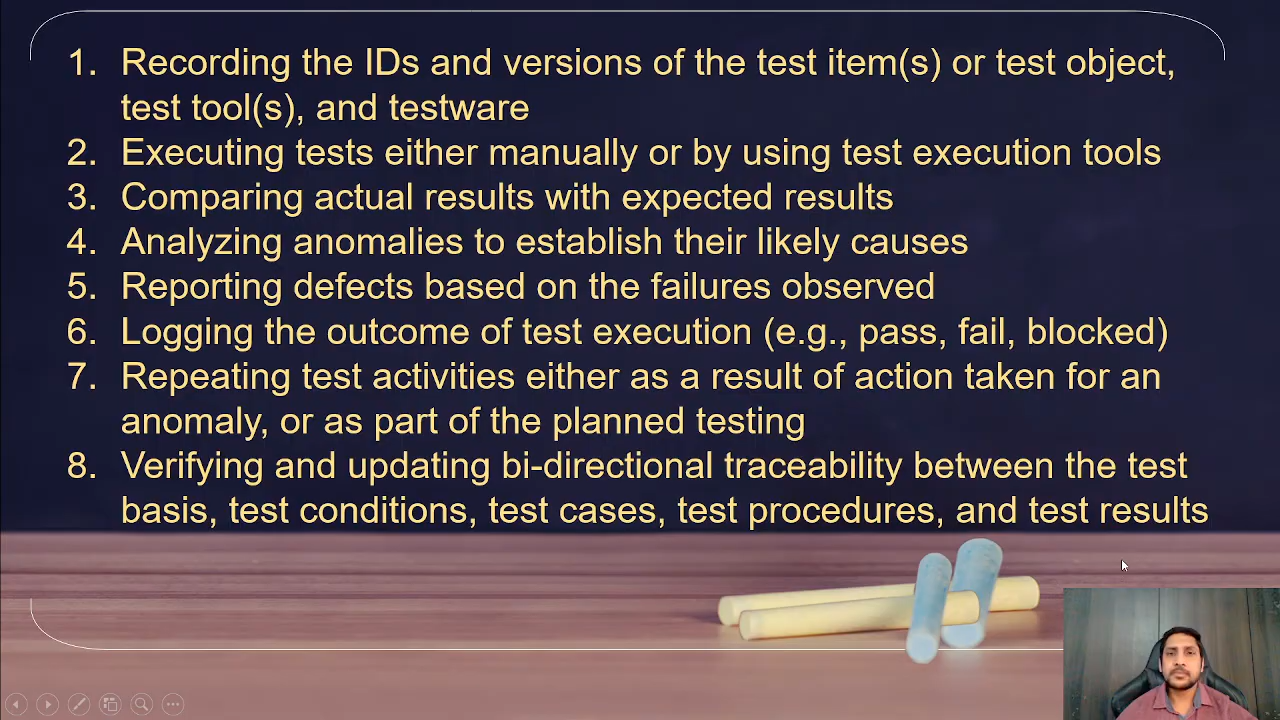 1. Recording the IDs and versions of the test item(s) or test object,
test tool(s), and testware
2. Executing tests either manually or by using test execution tools
3. Comparing actual results with expected results
4. Analyzing anomalies to establish their likely causes
5. Reporting defects based on the failures observed
6. Logging the outcome of test execution (e.g., pass, fail, blocked)
7. Repeating test activities either as a result of action taken for an
anomaly, or as part of the planned testing
8. Verifying and updating bi-directional traceability between the test
basis, test conditions, test cases, test procedures, and test results